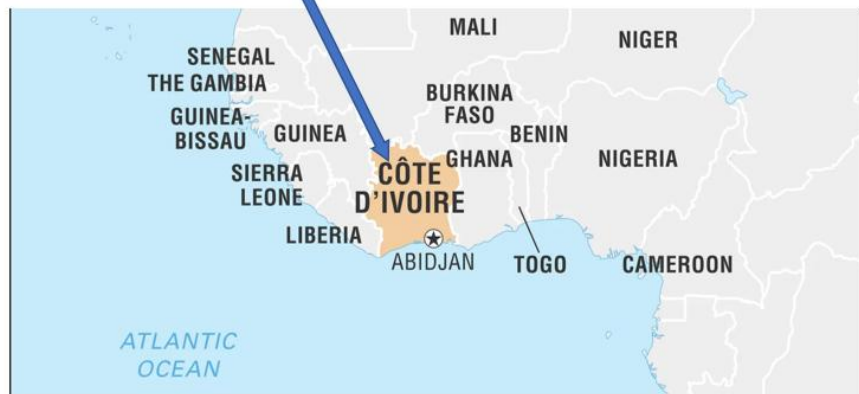 MALI
NIGER
SENEGAL
THE GAMBIA
BURKINA
FASO
GUINEA-
BISSAU
GUINEA
BENIN
GHANA
NIGERIA
SIERRA
LEONE
CÔTE
D'IVOIRE
LIBERIA
ABIDJAN
TOGO
CAMEROON
ATLANTIC
OCEAN